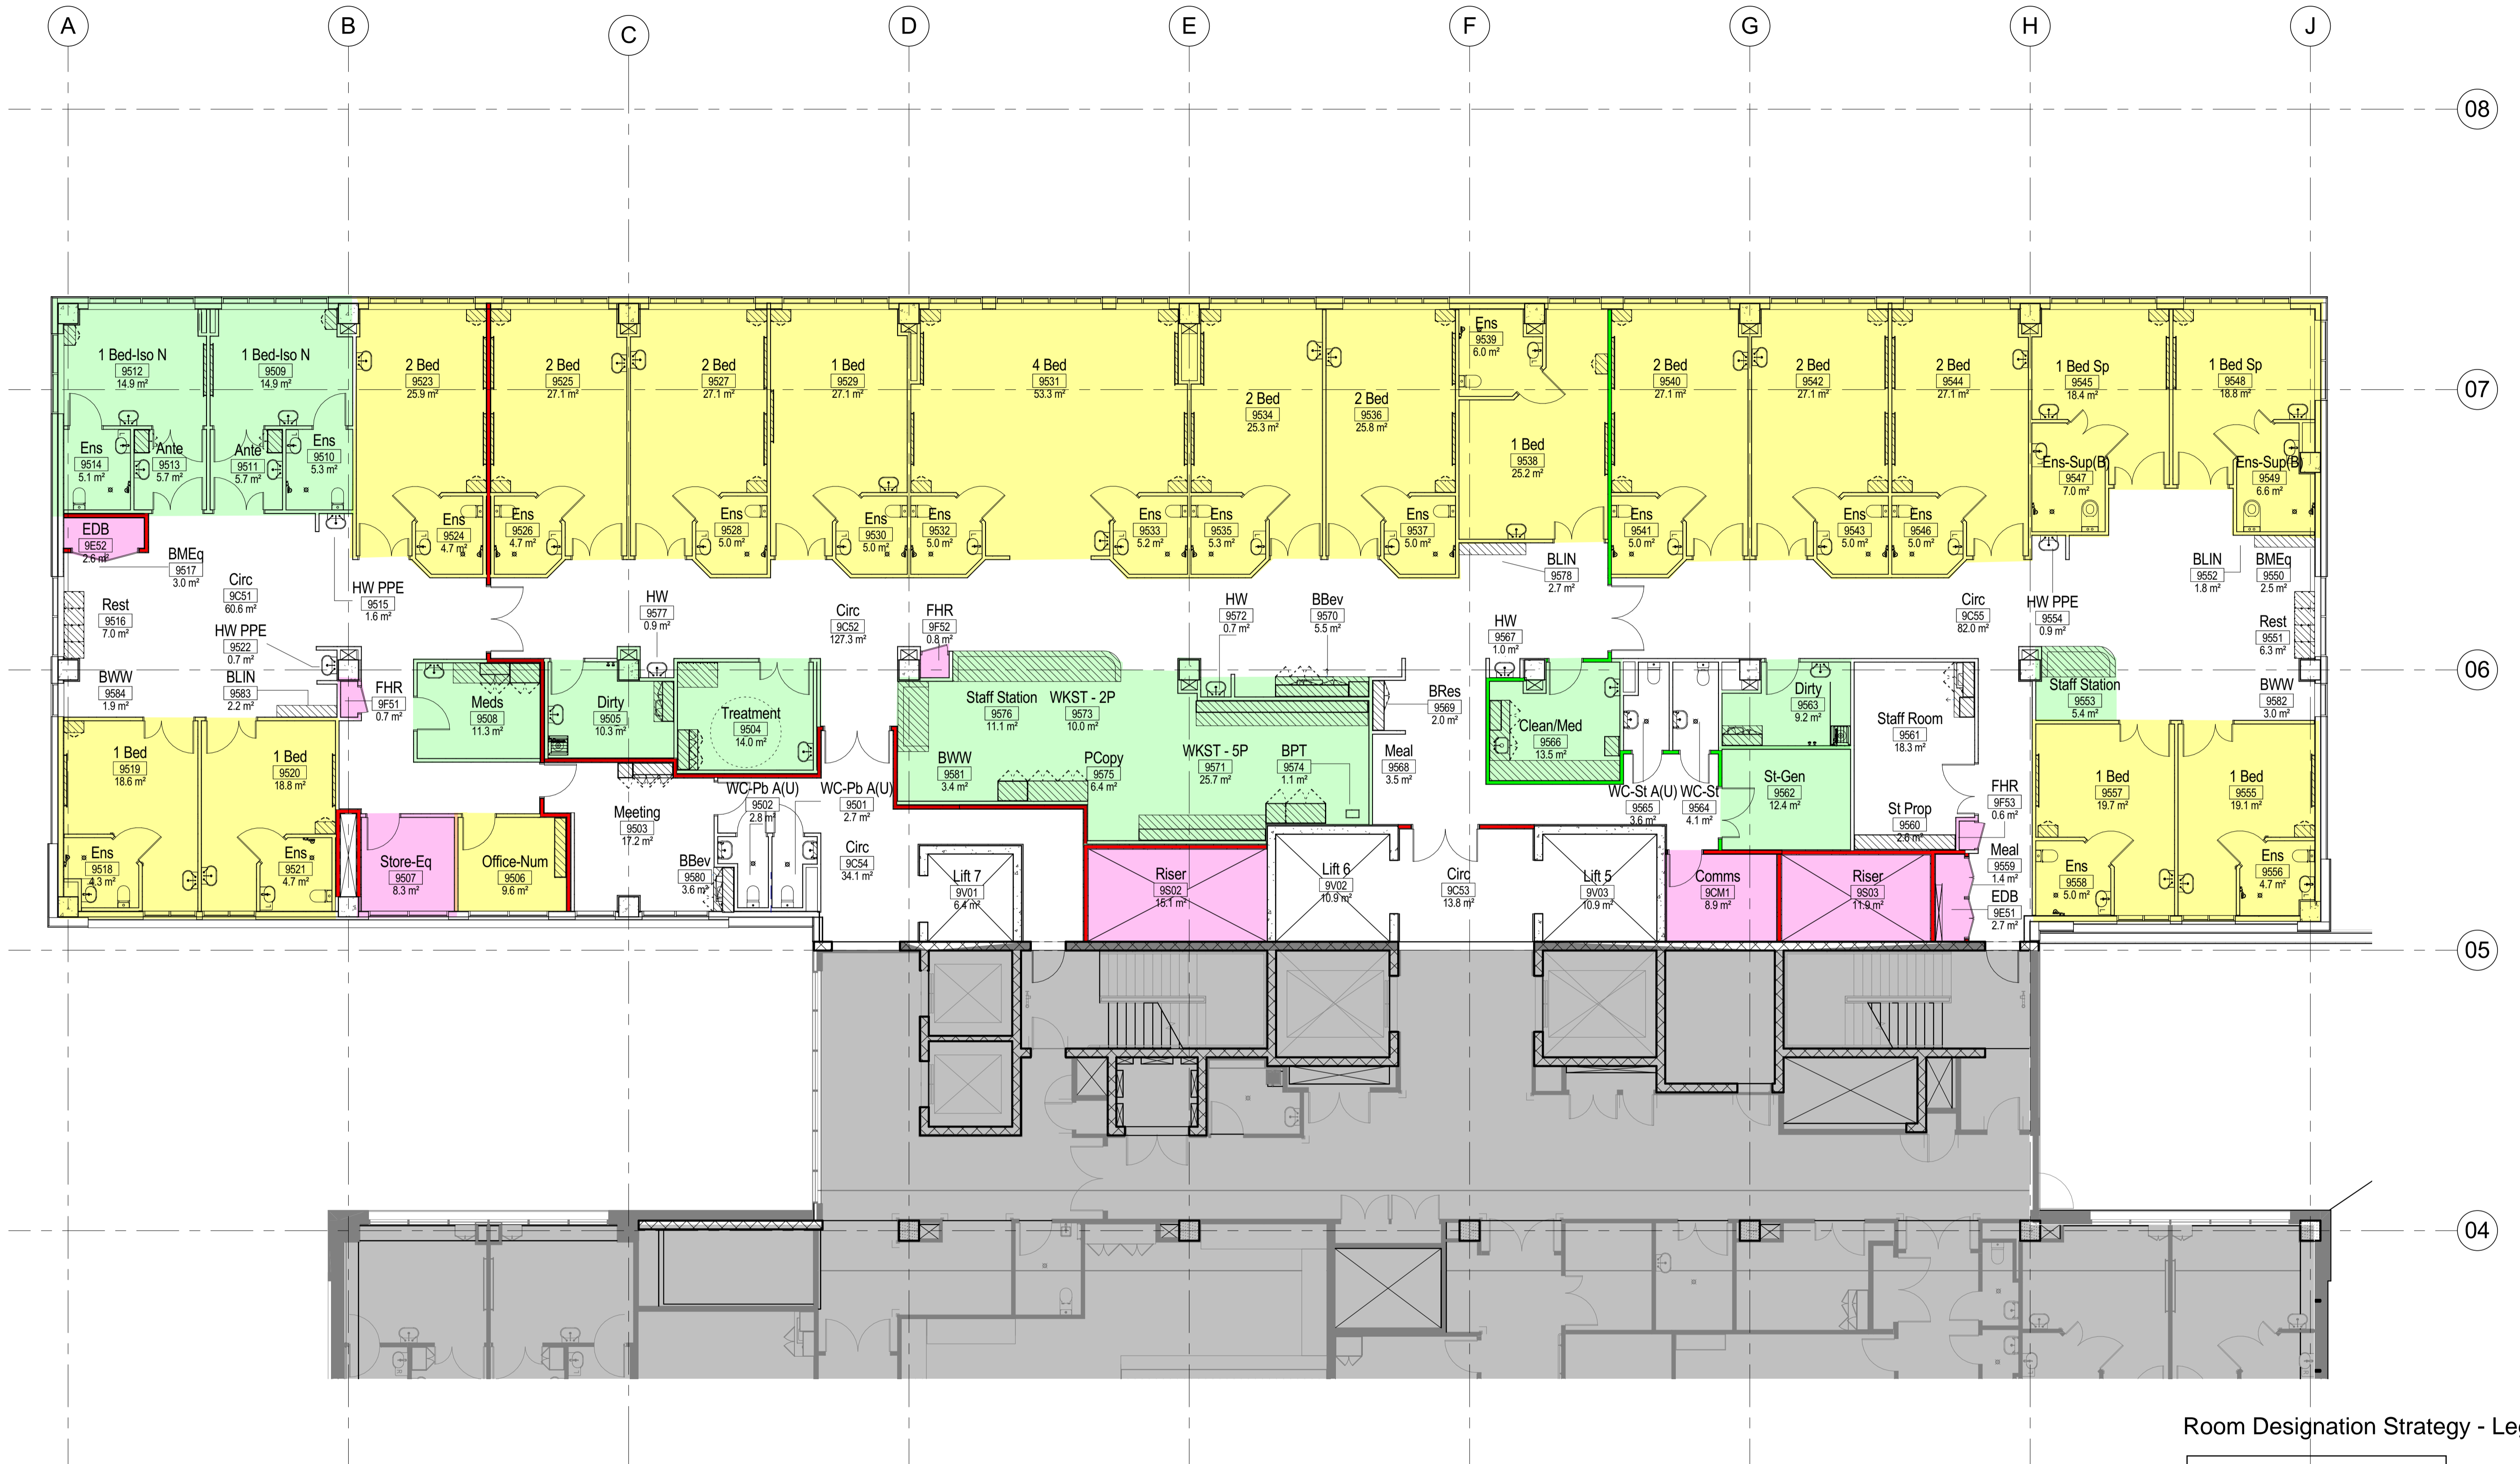 A
B
C
D
E
F
G
H
J
08
07
06
05
04
1 Bed-Iso N
9512
14.9 m²
1 Bed-Iso N
9509
14.9 m²
Ens
9514
5.1 m²
Ante
9513
5.7 m²
Ante
9511
5.7 m²
Ens
9510
5.3 m²
2 Bed
9523
25.9 m²
Ens
9524
4.7 m²
2 Bed
9525
27.1 m²
Ens
9526
4.7 m²
2 Bed
9527
27.1 m²
Ens
9528
5.0 m²
1 Bed
9529
27.1 m²
Ens
9530
5.0 m²
4 Bed
9531
53.3 m²
Ens
9532
5.0 m²
Ens
9533
5.2 m²
2 Bed
9534
25.3 m²
Ens
9535
5.3 m²
2 Bed
9536
25.8 m²
Ens
9537
5.0 m²
Ens
9539
6.0 m²
1 Bed
9538
25.2 m²
2 Bed
9540
27.1 m²
Ens
9541
5.0 m²
2 Bed
9542
27.1 m²
Ens
9543
5.0 m²
2 Bed
9544
27.1 m²
Ens
9546
5.0 m²
1 Bed Sp
9545
18.4 m²
Ens-Sup(B)
9547
7.0 m²
1 Bed Sp
9548
18.8 m²
Ens-Sup(B)
9549
6.6 m²
EDB
9E52
2.6 m²
BMEq
9517
3.0 m²
Circ
9C51
60.6 m²
Rest
9516
7.0 m²
HW PPE
9515
1.6 m²
HW PPE
9522
0.7 m²
BWW
9584
1.9 m²
BLIN
9583
2.2 m²
FHR
9F51
0.7 m²
HW
9577
0.9 m²
Circ
9C52
127.3 m²
FHR
9F52
0.8 m²
HW
9572
0.7 m²
BBev
9570
5.5 m²
HW
9567
1.0 m²
BLIN
9578
2.7 m²
Circ
9C55
82.0 m²
HW PPE
9554
0.9 m²
BLIN
9552
1.8 m²
BMEq
9550
2.5 m²
Rest
9551
6.3 m²
Meds
9508
11.3 m²
Dirty
9505
10.3 m²
Treatment
9504
14.0 m²
Staff Station
9576
11.1 m²
WKST - 2P
9573
10.0 m²
BWW
9581
3.4 m²
PCopy
9575
6.4 m²
WKST - 5P
9571
25.7 m²
BPT
9574
1.1 m²
BRes
9569
2.0 m²
Meal
9568
3.5 m²
Clean/Med
9566
13.5 m²
WC-St A(U)
9565
3.6 m²
WC-St
9564
4.1 m²
Dirty
9563
9.2 m²
St-Gen
9562
12.4 m²
Staff Room
9561
18.3 m²
St Prop
9560
2.8 m²
FHR
9F53
0.6 m²
Meal
9559
1.4 m²
EDB
9E51
2.7 m²
Staff Station
9553
5.4 m²
BWW
9582
3.0 m²
1 Bed
9519
18.6 m²
1 Bed
9520
18.8 m²
Ens
9518
4.3 m²
Ens
9521
4.7 m²
Store-Eq
9507
8.3 m²
Office-Num
9506
9.6 m²
Meeting
9503
17.2 m²
BBev
9580
3.6 m²
WC-Pb A(U)
9502
2.8 m²
WC-Pb A(U)
9501
2.7 m²
Circ
9C54
34.1 m²
Lift 7
9V01
6.4 m²
Riser
9S02
15.1 m²
Lift 6
9V02
10.9 m²
Circ
9C53
13.8 m²
Lift 5
9V03
10.9 m²
Comms
9CM1
8.9 m²
Riser
9S03
11.9 m²
1 Bed
9557
19.7 m²
1 Bed
9555
19.1 m²
Ens
9558
5.0 m²
Ens
9556
4.7 m²
Room Designation Strategy - Le